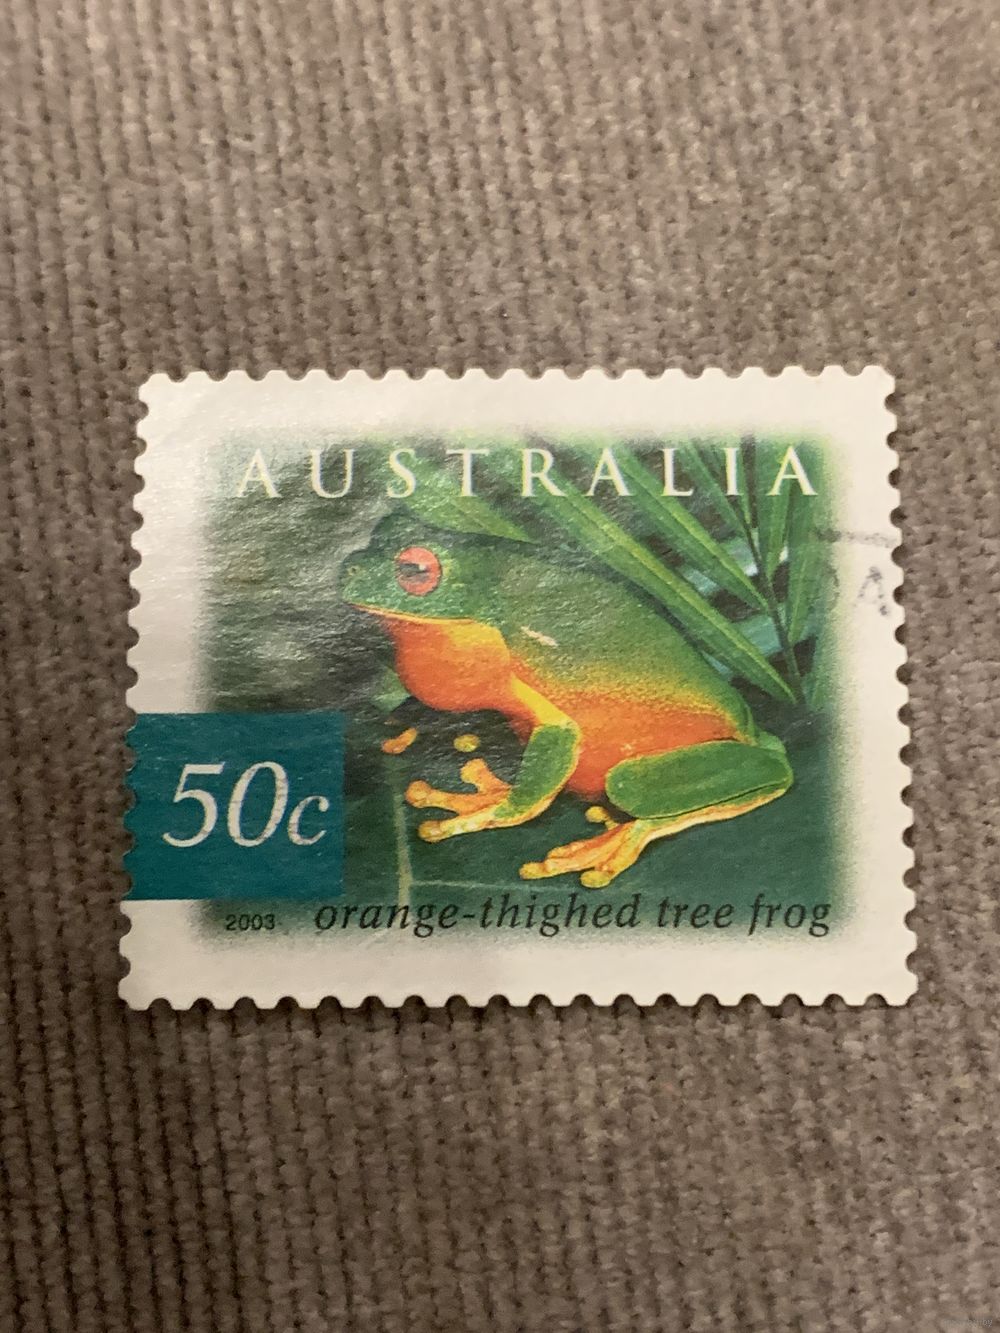 AUSTRALIA
50c
2003
orange-thighed tree frog